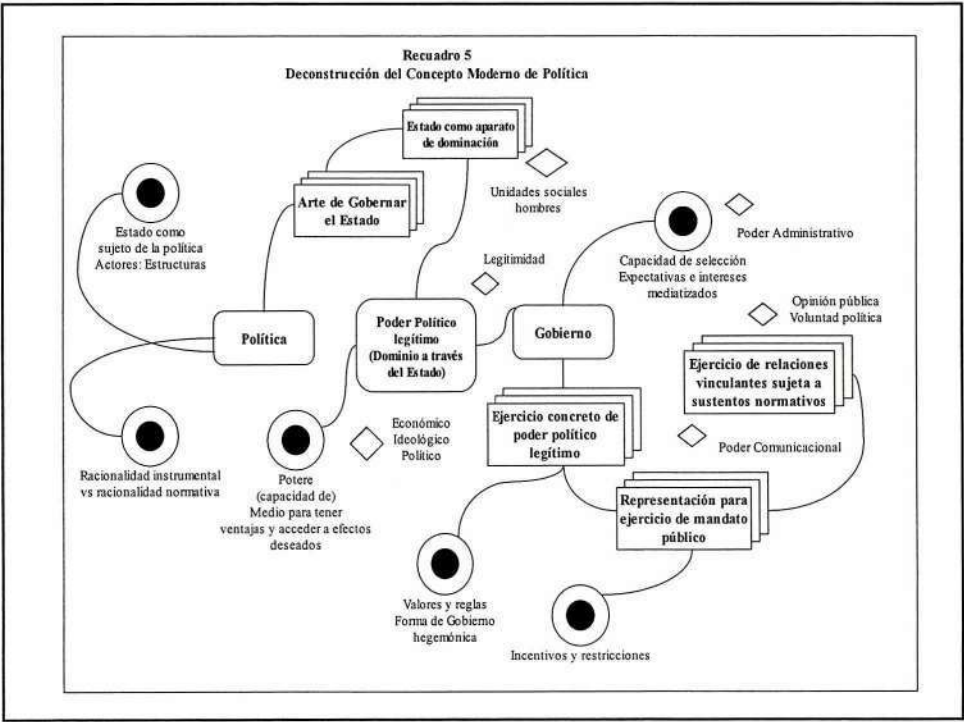 Recuadro 5
Deconstrucción del Concepto Moderno de Política
Estado como aparato
de dominación
Unidades sociales
hombres
Arte de Gobernar
el Estado
Estado como
sujeto de la política
Actores: Estructuras
Legitimidad
Poder Administrativo
Capacidad de selección
Expectativas e intereses
mediatizados
Política
Poder Político
legítimo
(Dominio a través
del Estado)
Gobierno
Opinión pública
Voluntad política
Ejercicio de relaciones
vinculantes sujeta a
sustentos normativos
Ejercicio concreto de
poder político
legítimo
Poder Comunicacional
Económico
Ideológico
Político
Racionalidad instrumental
vs racionalidad normativa
Potere
(capacidad de)
Medio para tener
ventajas y acceder a efectos
deseados
Representación para
ejercicio de mandato
público
Valores y reglas
Forma de Gobierno
hegemónica
Incentivos y restricciones